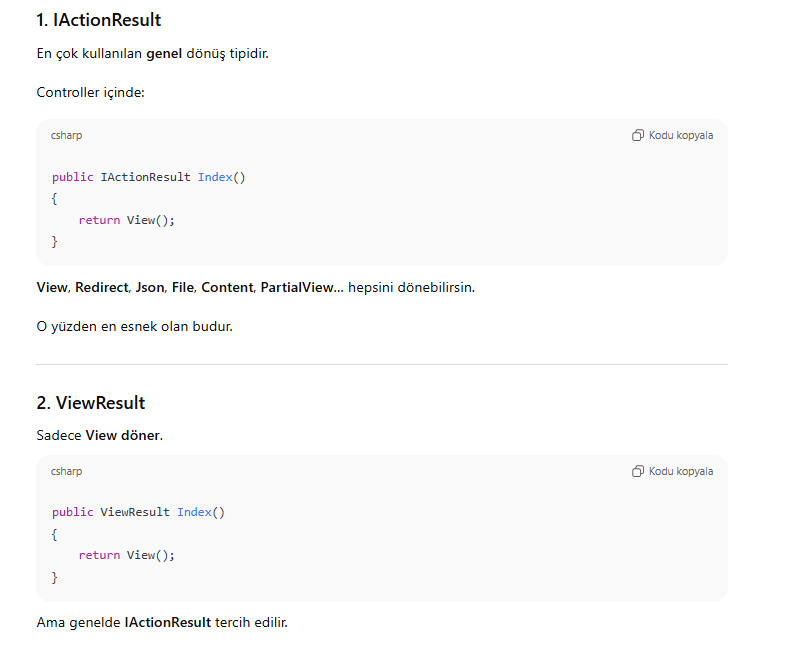 1. IActionResult
En çok kullanılan genel dönüş tipidir.
Controller içinde:
csharp Kodu kopyala
public IActionResult Index()
{
    return View();
}
View, Redirect, Json, File, Content, PartialView... hepsini dönebilirsin.
O yüzden en esnek olan budur.
2. ViewResult
Sadece View döner.
csharp Kodu kopyala
public ViewResult Index()
{
    return View();
}
Ama genelde IActionResult tercih edilir.